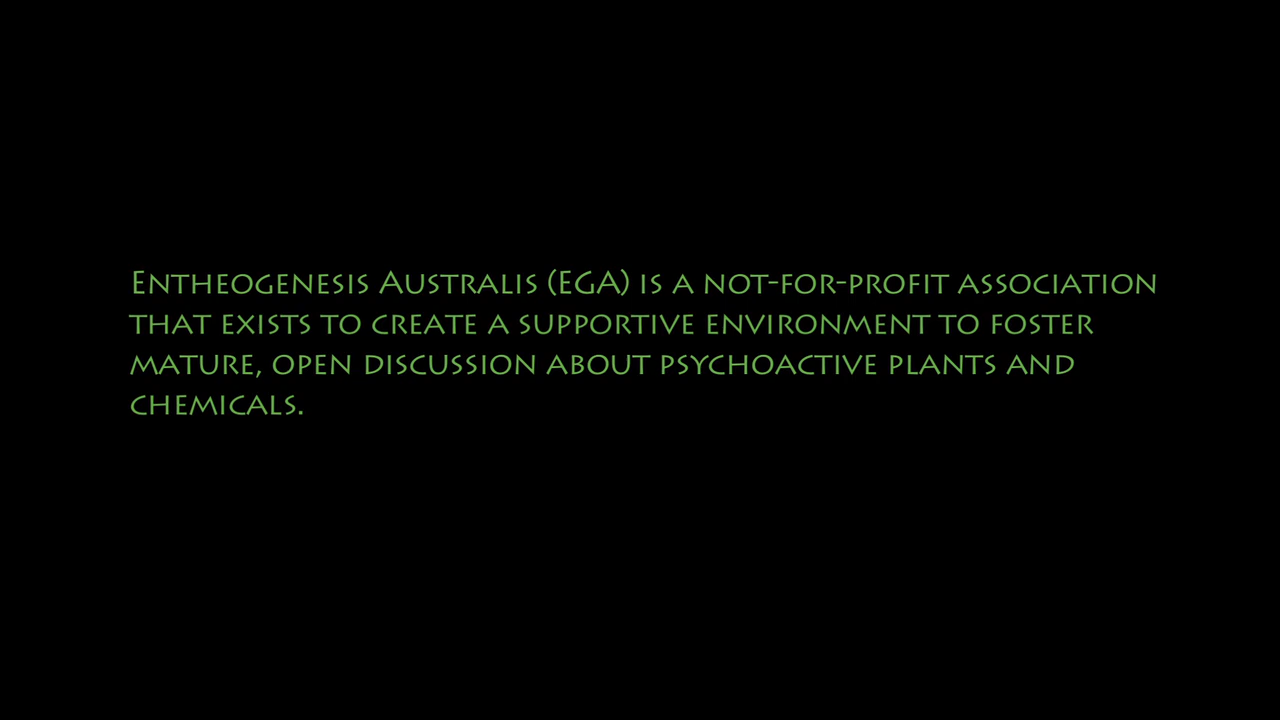 Entheogenesis Australis (EGA) is a not-for-profit association
that exists to create a supportive environment to foster
mature, open discussion about psychoactive plants and
chemicals.